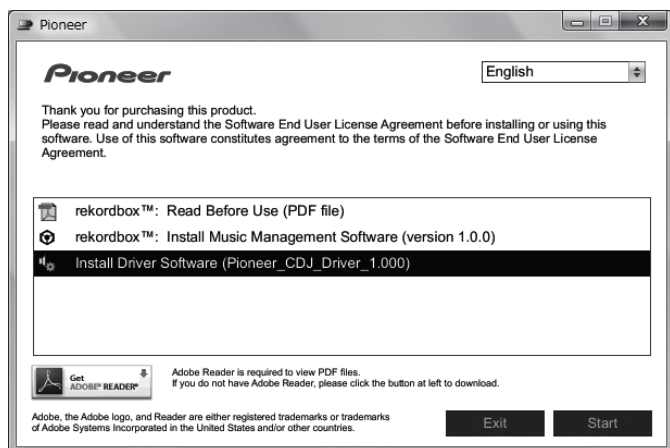 Pioneer
Pioneer
English
Thank you for purchasing this product.
Please read and understand the Software End User License Agreement before installing or using this
software. Use of this software constitutes agreement to the terms of the Software End User License
Agreement.
rekordbox™: Read Before Use (PDF file)
rekordbox™: Install Music Management Software (version 1.0.0)
Install Driver Software (Pioneer_CDJ_Driver_1.000)
Get
ADOBE® READER®
Adobe Reader is required to view PDF files.
If you do not have Adobe Reader, please click the button at left to download.
Adobe, the Adobe logo, and Reader are either registered trademarks or trademarks
of Adobe Systems Incorporated in the United States and/or other countries.
Exit
Start